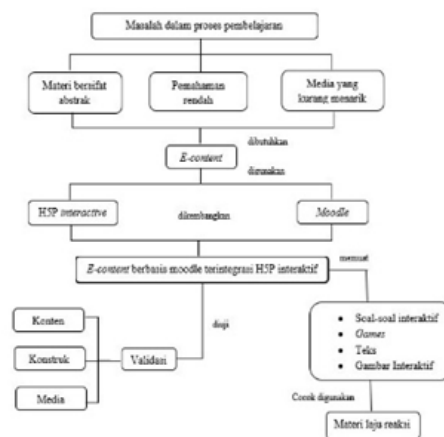 Masalah dalam proses pembelajaran
Materi bersifat
abstrak
Pemahaman
rendah
Media yang
kurang menarik
dibutuhkan
E-content
digunakan
H5P interactive
dikembangkan
Moodle
E-content berbasis moodle terintegrasi H5P interaktif
memuat
diuji
Konten
Konstruk
Media
Validasi
Soal-soal interaktif
Games
Teks
Gambar Interaktif
Cocok digunakan
Materi laju reaksi